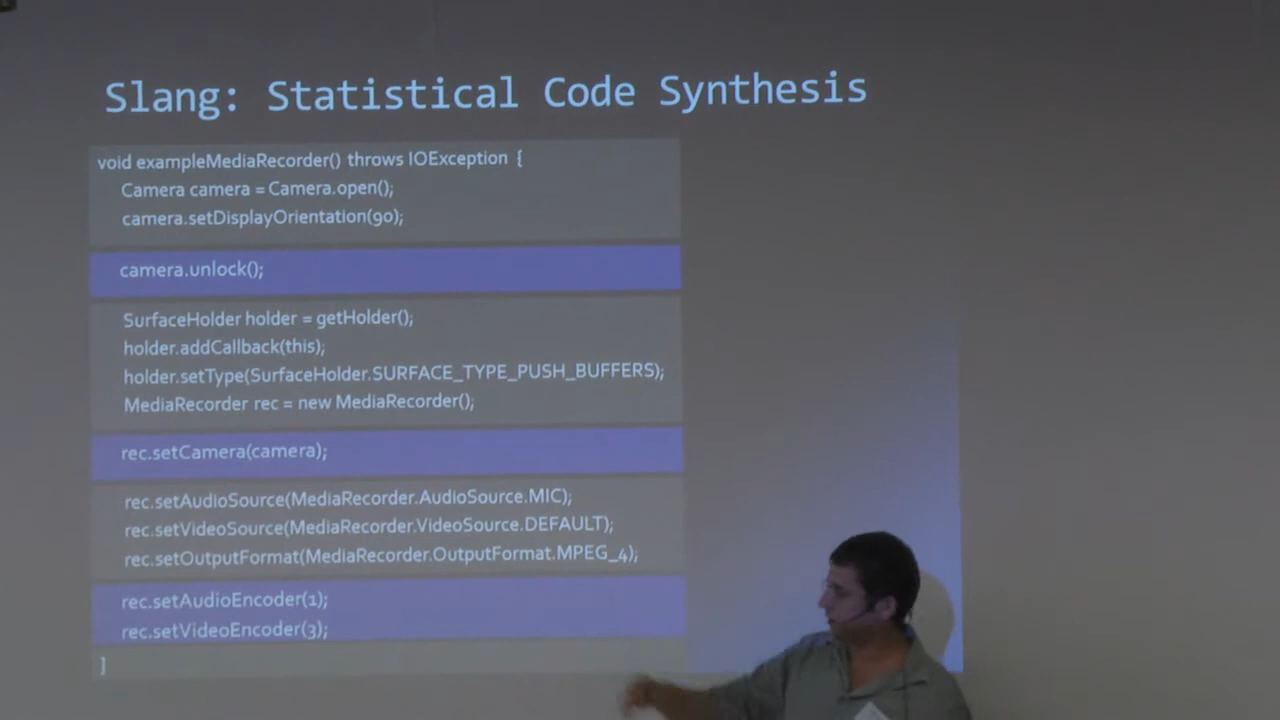 Slang: Statistical Code Synthesis
void exampleMediaRecorder() throws IOException {
Camera camera = Camera.open();
camera.setDisplayOrientation(90);
camera.unlock();
SurfaceHolder holder = getHolder();
holder.addCallback(this);
holder.setType(SurfaceHolder.SURFACE_TYPE_PUSH_BUFFERS);
MediaRecorder rec = new MediaRecorder();
rec.setCamera(camera);
rec.setAudioSource(MediaRecorder.AudioSource.MIC);
rec.setVideoSource(MediaRecorder.VideoSource.DEFAULT);
rec.setOutputFormat(MediaRecorder.OutputFormat.MPEG_4);
rec.setAudioEncoder(1);
rec.setVideoEncoder(3);
}